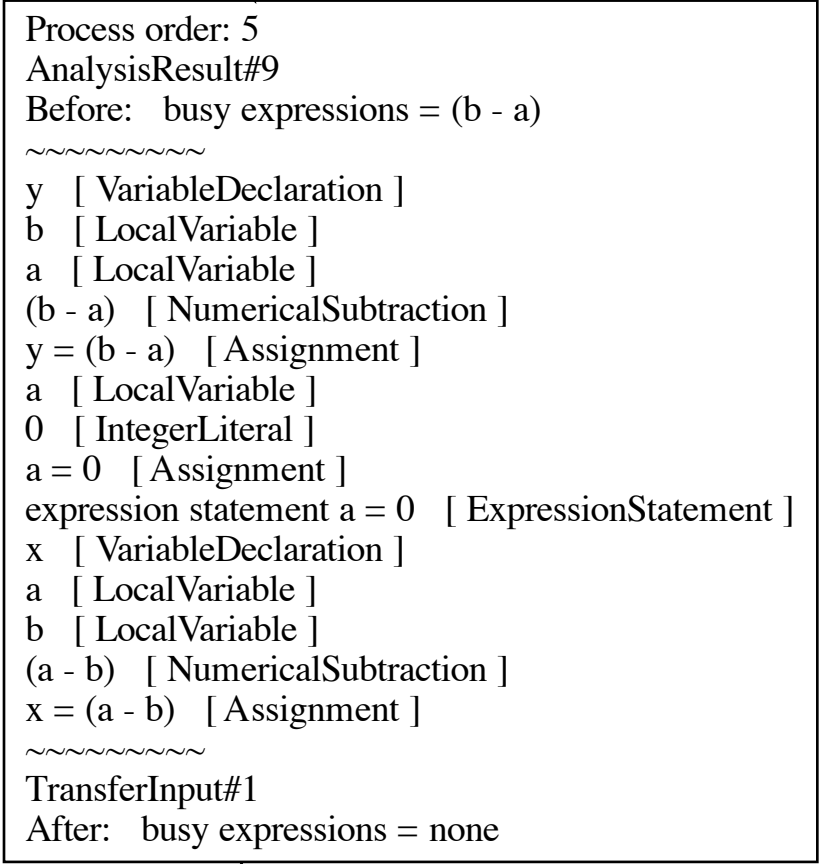 Process order: 5
AnalysisResult#9
Before:   busy expressions = (b - a)
~~~~~~~~~
y   [ VariableDeclaration ]
b   [ LocalVariable ]
a   [ LocalVariable ]
(b - a)   [ NumericalSubtraction ]
y = (b - a)   [ Assignment ]
a   [ LocalVariable ]
0   [ IntegerLiteral ]
a = 0   [ Assignment ]
expression statement a = 0   [ ExpressionStatement ]
x   [ VariableDeclaration ]
a   [ LocalVariable ]
b   [ LocalVariable ]
(a - b)   [ NumericalSubtraction ]
x = (a - b)   [ Assignment ]
~~~~~~~~~
TransferInput#1
After:   busy expressions = none